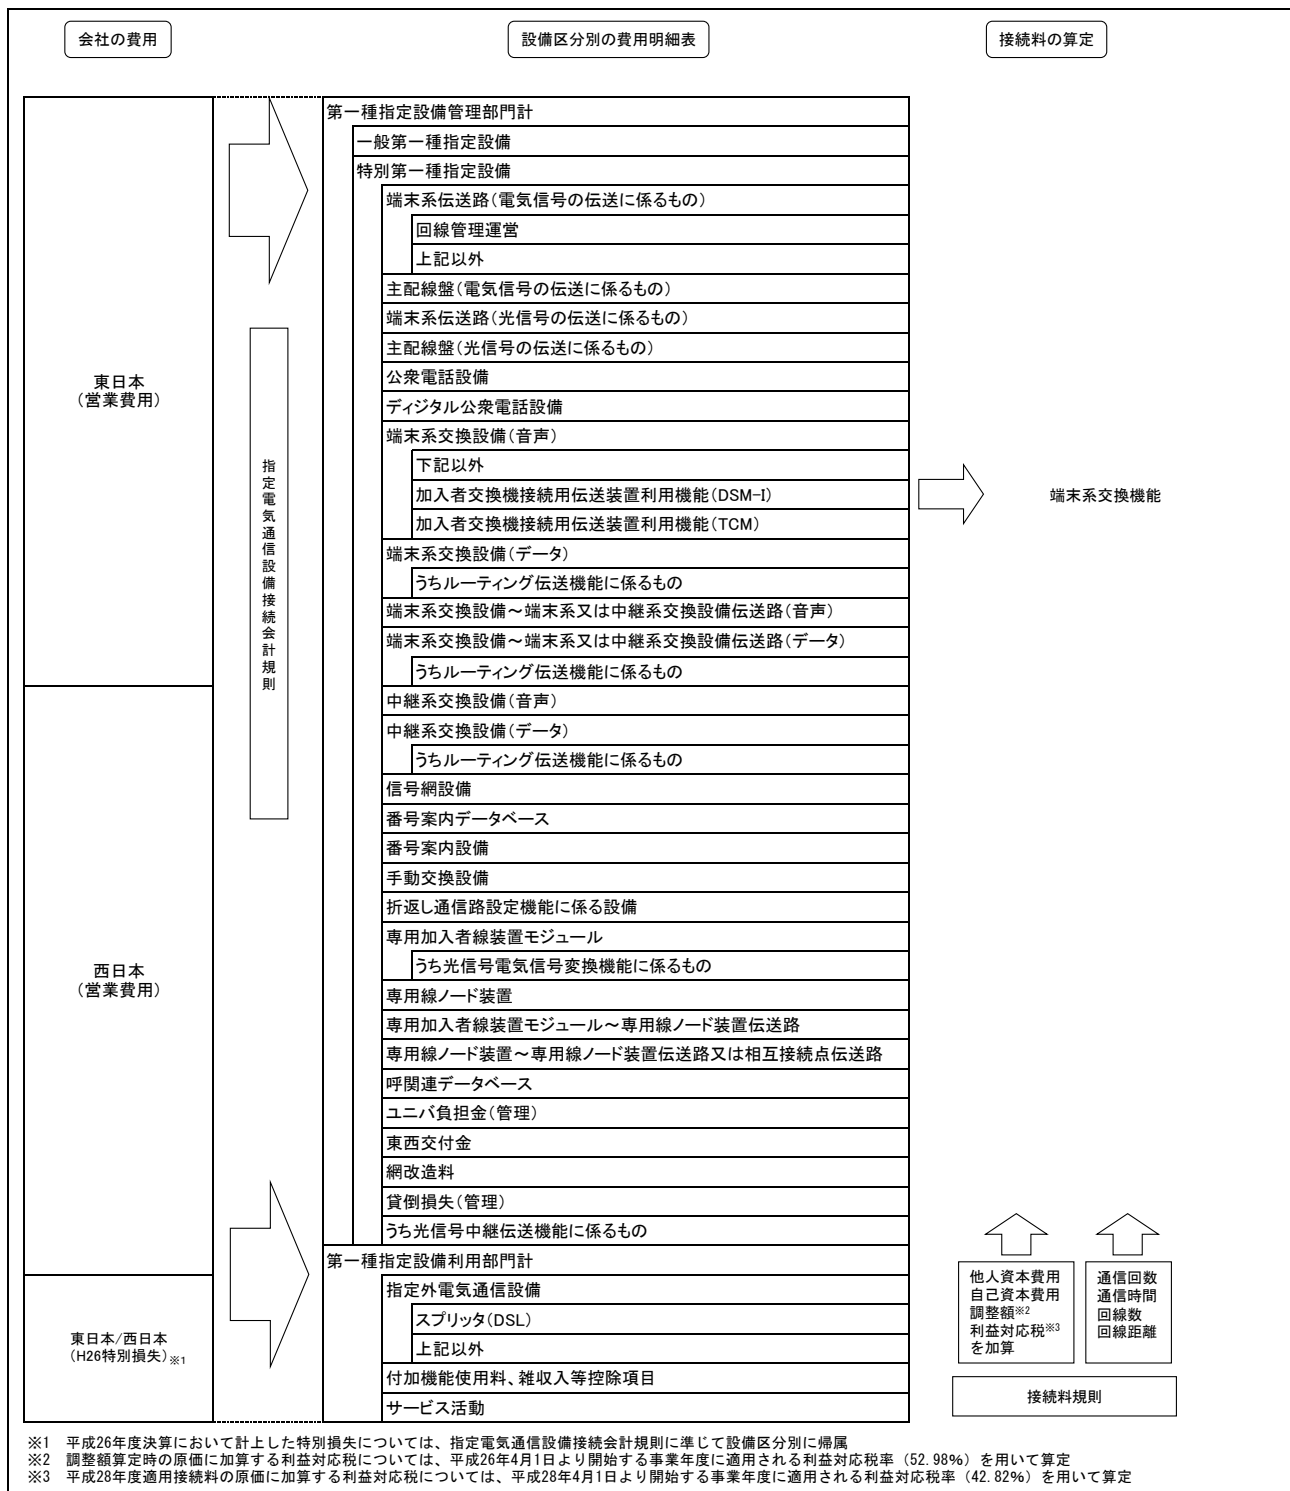 会社の費用
設備区分別の費用明細表
接続料の算定
東日本
(営業費用)
西日本
(営業費用)
東日本/西日本
(H26特別損失)※1
指定電気通信設備接続会計規則
第一種指定設備管理部門計
一般第一種指定設備
特別第一種指定設備
端末系伝送路(電気信号の伝送に係るもの)
回線管理運営
上記以外
主配線盤(電気信号の伝送に係るもの)
端末系伝送路(光信号の伝送に係るもの)
主配線盤(光信号の伝送に係るもの)
公衆電話設備
ディジタル公衆電話設備
端末系交換設備(音声)
下記以外
加入者交換機接続用伝送装置利用機能(DSM-I)
加入者交換機接続用伝送装置利用機能(TCM)
端末系交換設備(データ)
うちルーティング伝送機能に係るもの
端末系交換設備～端末系又は中継系交換設備伝送路(音声)
端末系交換設備～端末系又は中継系交換設備伝送路(データ)
うちルーティング伝送機能に係るもの
中継系交換設備(音声)
中継系交換設備(データ)
うちルーティング伝送機能に係るもの
信号網設備
番号案内データベース
番号案内設備
手動交換設備
折返し通信路設定機能に係る設備
専用加入者線装置モジュール
うち光信号電気信号変換機能に係るもの
専用線ノード装置
専用加入者線装置モジュール～専用線ノード装置伝送路
専用線ノード装置～専用線ノード装置伝送路又は相互接続点伝送路
呼関連データベース
ユニバ負担金(管理)
東西交付金
網改造料
貸倒損失(管理)
うち光信号中継伝送機能に係るもの
第一種指定設備利用部門計
指定外電気通信設備
スプリッタ(DSL)
上記以外
付加機能使用料、雑収入等控除項目
サービス活動
端末系交換機能
他人資本費用
自己資本費用
調整額※2
利益対応税※3
を加算
通信回数
通信時間
回線数
回線距離
接続料規則
※1 平成26年度決算において計上した特別損失については、指定電気通信設備接続会計規則に準じて設備区分別に帰属
※2 調整額算定時の原価に加算する利益対応税については、平成26年4月1日より開始する事業年度に適用される利益対応税率(52.98%)を用いて算定
※3 平成28年度適用接続料の原価に加算する利益対応税については、平成28年4月1日より開始する事業年度に適用される利益対応税率(42.82%)を用いて算定